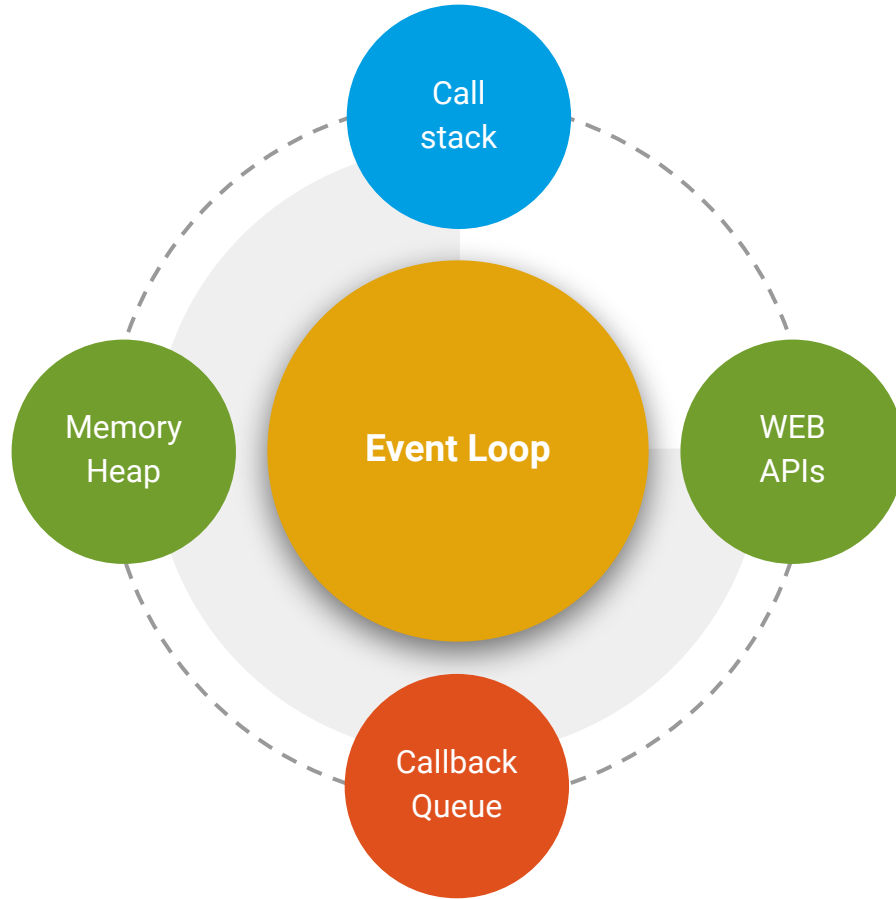 Call
stack
Memory
Heap
Event Loop
WEB
APIs
Callback
Queue